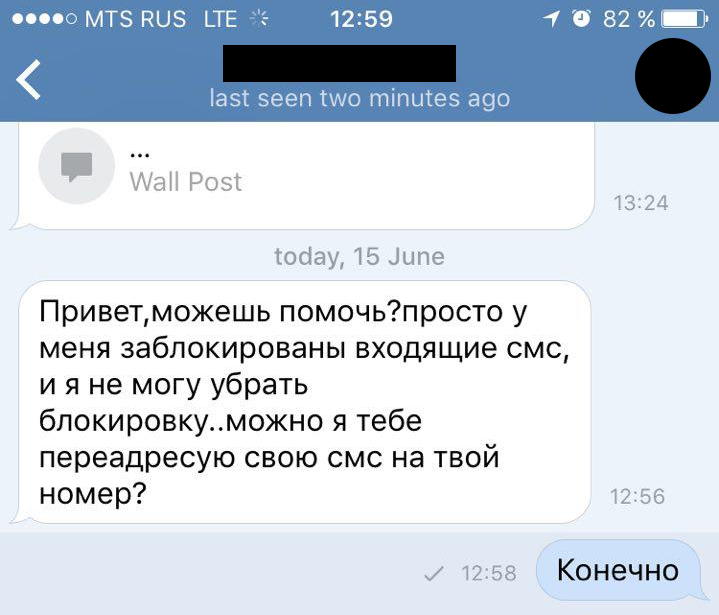 MTS RUS LTE 12:59 82 %
last seen two minutes ago
...
Wall Post
13:24
today, 15 June
Привет,можешь помочь?просто у
меня заблокированы входящие смс,
и я не могу убрать
блокировку..можно я тебе
переадресую свою смс на твой
номер?
12:56
12:58 Конечно